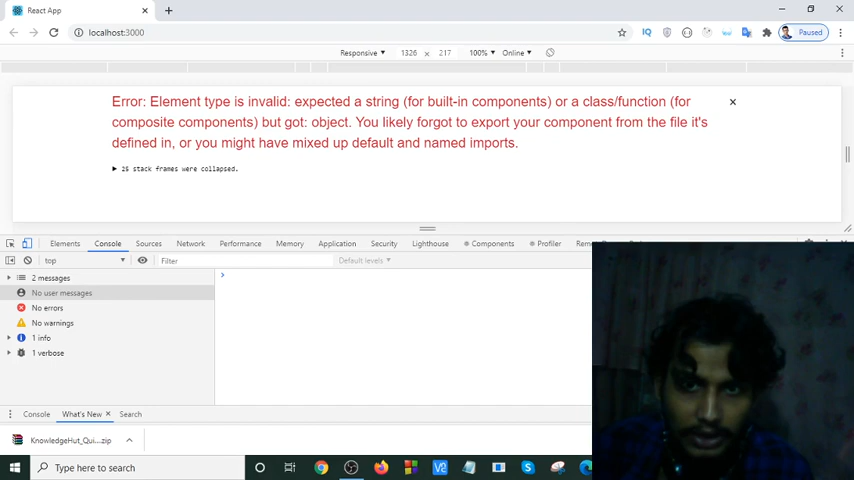 React App
localhost:3000
Paused
Responsive 1326 × 217 100% Online
Error: Element type is invalid: expected a string (for built-in components) or a class/function (for
composite components) but got: object. You likely forgot to export your component from the file it's
defined in, or you might have mixed up default and named imports.
25 stack frames were collapsed.
Elements Console Sources Network Performance Memory Application Security Lighthouse Components Profiler
top Filter Default levels
2 messages
No user messages
No errors
No warnings
1 info
1 verbose
Console What's New Search
KnowledgeHut_Qui...zip
Type here to search